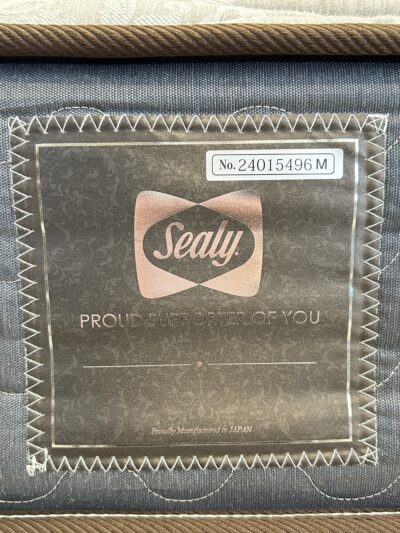 No. 24015496 M
Sealy.
PROUD SUPPORTER OF YOU
Proudly Manufactured in JAPAN